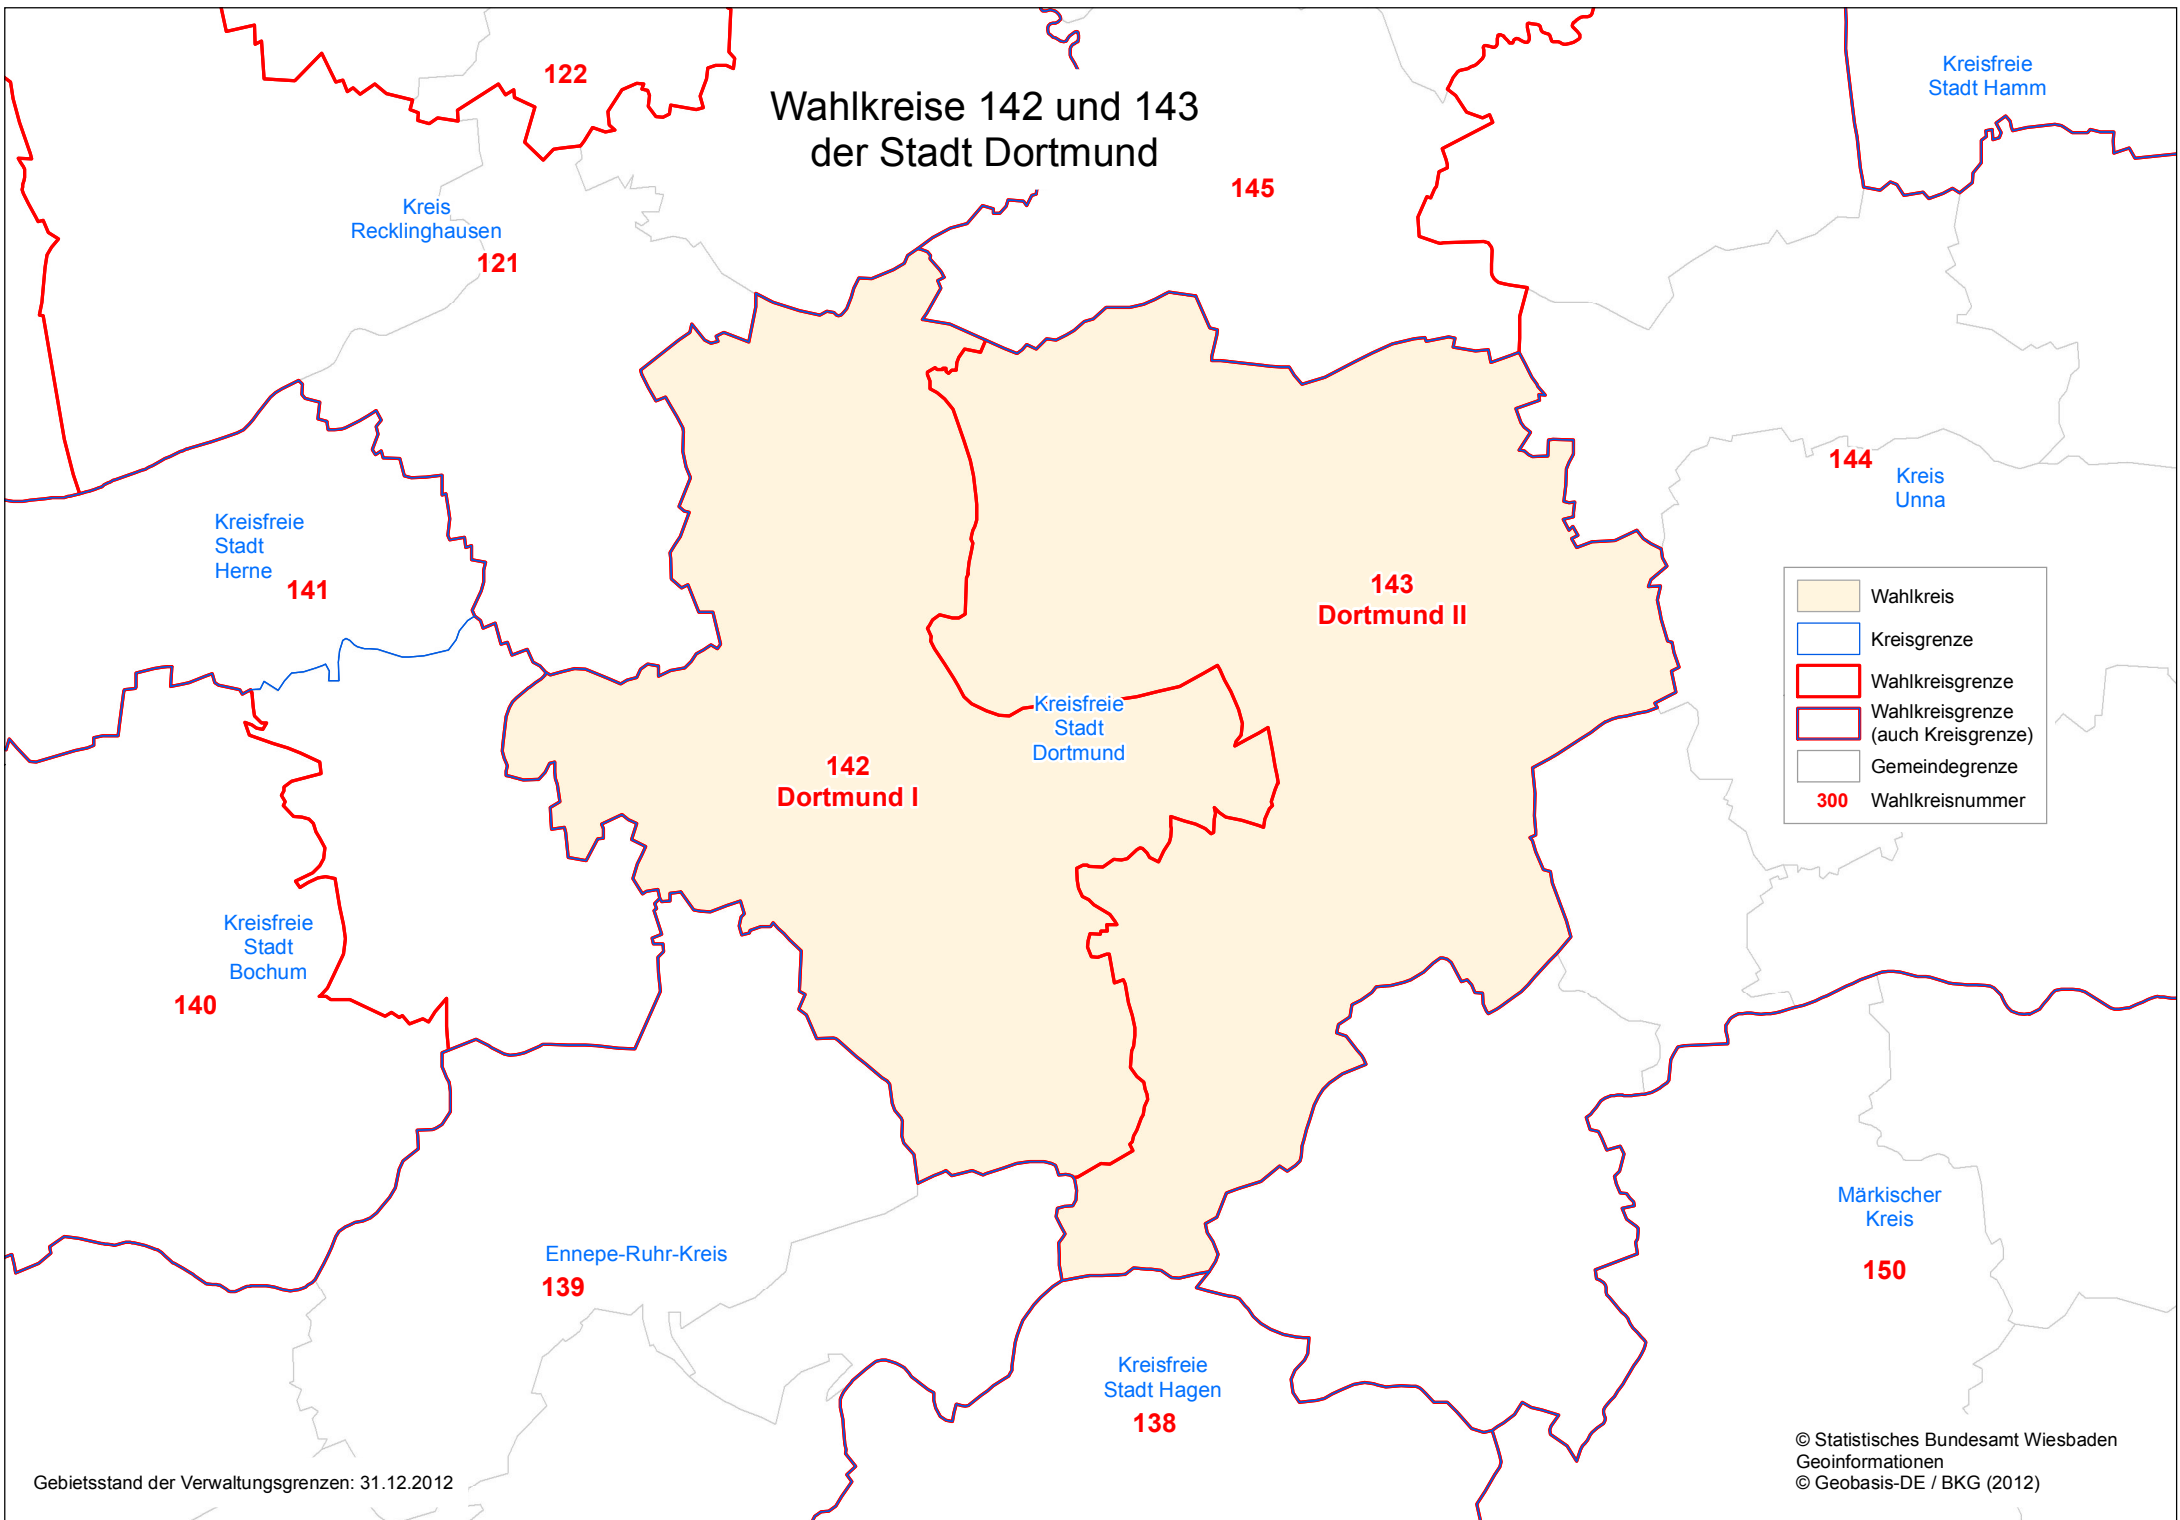 Wahlkreise 142 und 143
der Stadt Dortmund
122
145
Kreisfreie
Stadt Hamm
Kreis
Recklinghausen
121
144
Kreis
Unna
Kreisfreie
Stadt
Herne
141
143
Dortmund II
Kreisfreie
Stadt
Dortmund
142
Dortmund I
Wahlkreis
Kreisgrenze
Wahlkreisgrenze
Wahlkreisgrenze
(auch Kreisgrenze)
Gemeindegrenze
300 Wahlkreisnummer
Kreisfreie
Stadt
Bochum
140
Märkischer
Kreis
150
Ennepe-Ruhr-Kreis
139
Kreisfreie
Stadt Hagen
138
Gebietsstand der Verwaltungsgrenzen: 31.12.2012
© Statistisches Bundesamt Wiesbaden
Geoinformationen
© Geobasis-DE / BKG (2012)